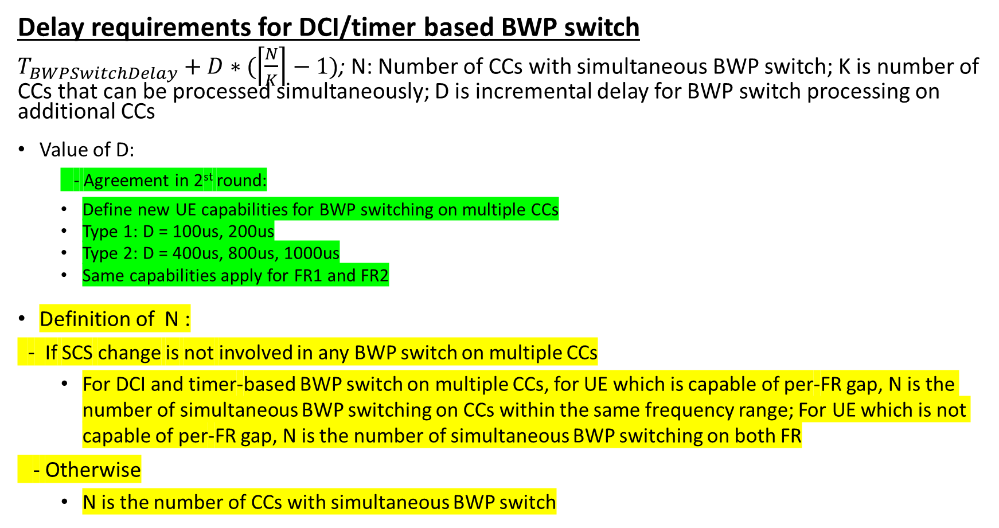 Delay requirements for DCI/timer based BWP switch
T_{BWPSwitchDelay} + D * (⌈N/K⌉ − 1); N: Number of CCs with simultaneous BWP switch; K is number of
CCs that can be processed simultaneously; D is incremental delay for BWP switch processing on
additional CCs
• Value of D:
- Agreement in 2st round:
• Define new UE capabilities for BWP switching on multiple CCs
• Type 1: D = 100us, 200us
• Type 2: D = 400us, 800us, 1000us
• Same capabilities apply for FR1 and FR2
• Definition of N :
- If SCS change is not involved in any BWP switch on multiple CCs
• For DCI and timer-based BWP switch on multiple CCs, for UE which is capable of per-FR gap, N is the
number of simultaneous BWP switching on CCs within the same frequency range; For UE which is not
capable of per-FR gap, N is the number of simultaneous BWP switching on both FR
- Otherwise
• N is the number of CCs with simultaneous BWP switch